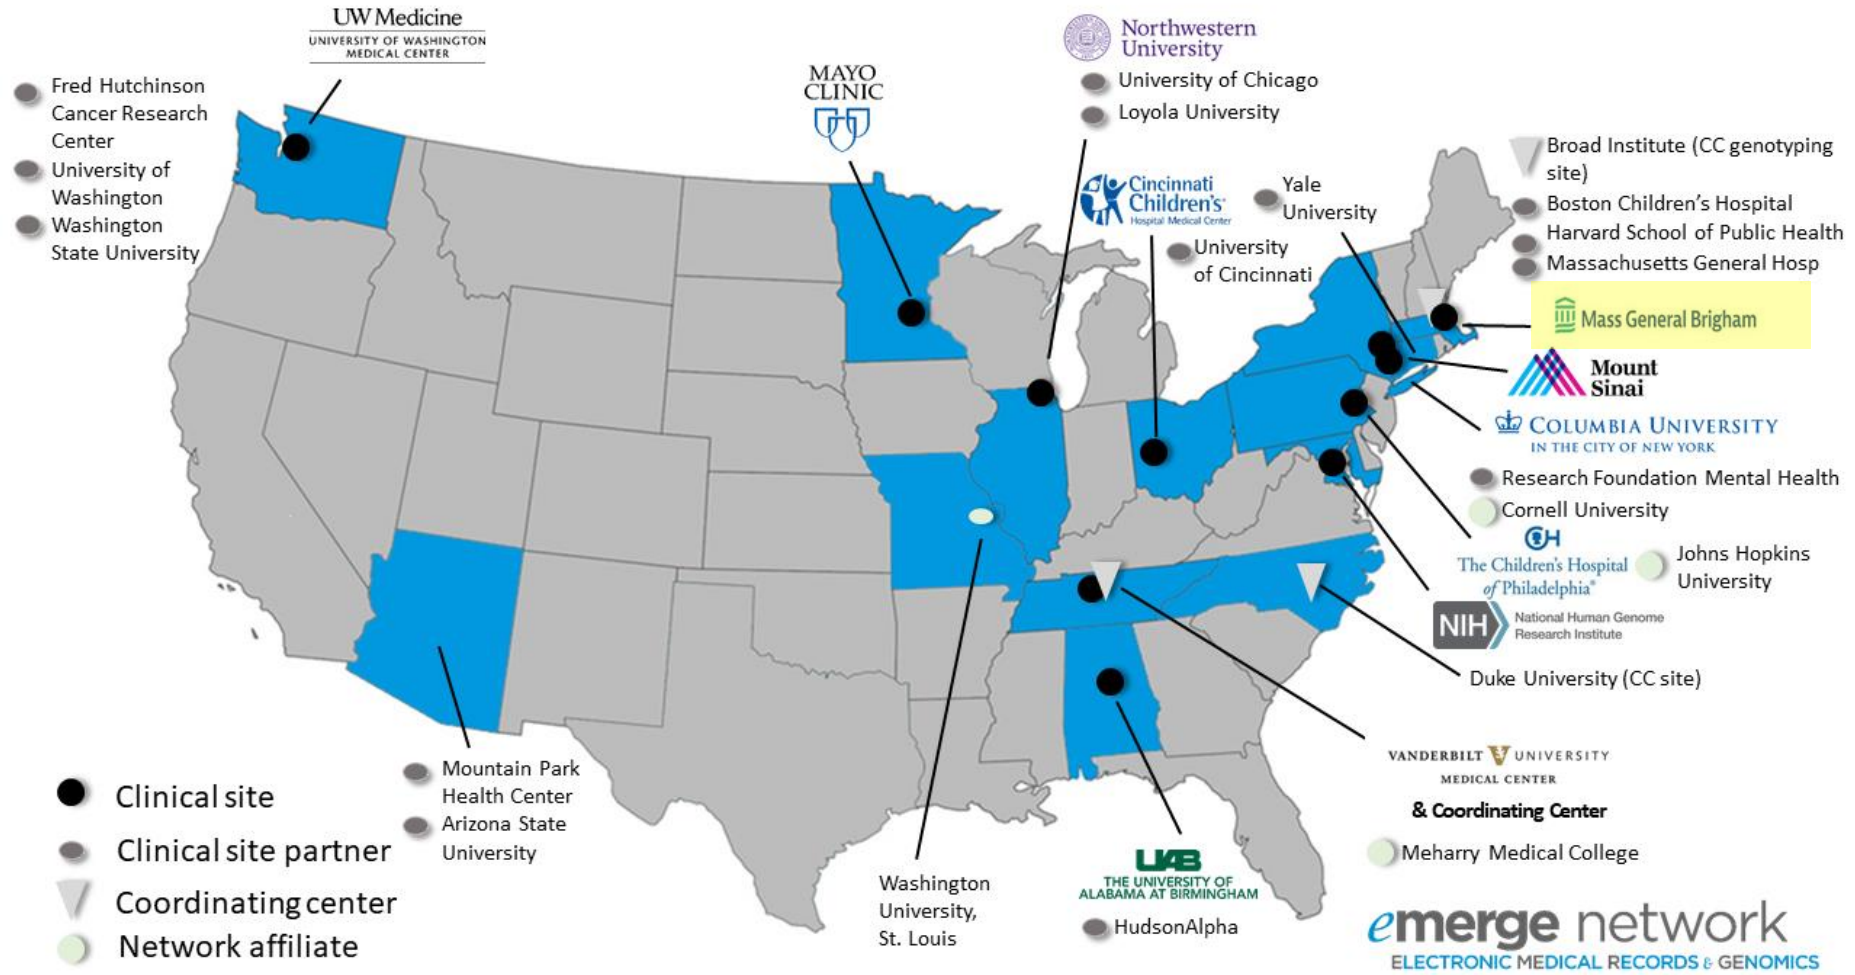 UW Medicine
UNIVERSITY OF WASHINGTON
MEDICAL CENTER
Fred Hutchinson
Cancer Research
Center
University of
Washington
Washington
State University
MAYO
CLINIC
Northwestern
University
University of Chicago
Loyola University
Cincinnati
Children's
Hospital Medical Center
University
of Cincinnati
Yale
University
Broad Institute (CC genotyping
site)
Boston Children's Hospital
Harvard School of Public Health
Massachusetts General Hosp
Mass General Brigham
Mount
Sinai
COLUMBIA UNIVERSITY
IN THE CITY OF NEW YORK
Research Foundation Mental Health
Cornell University
CH
The Children's Hospital
of Philadelphia®
Johns Hopkins
University
NIH
National Human Genome
Research Institute
Duke University (CC site)
VANDERBILT V UNIVERSITY
MEDICAL CENTER
& Coordinating Center
Meharry Medical College
Mountain Park
Health Center
Arizona State
University
Washington
University,
St. Louis
UAB
THE UNIVERSITY OF
ALABAMA AT BIRMINGHAM
HudsonAlpha
Clinical site
Clinical site partner
Coordinating center
Network affiliate
emerge network
ELECTRONIC MEDICAL RECORDS & GENOMICS